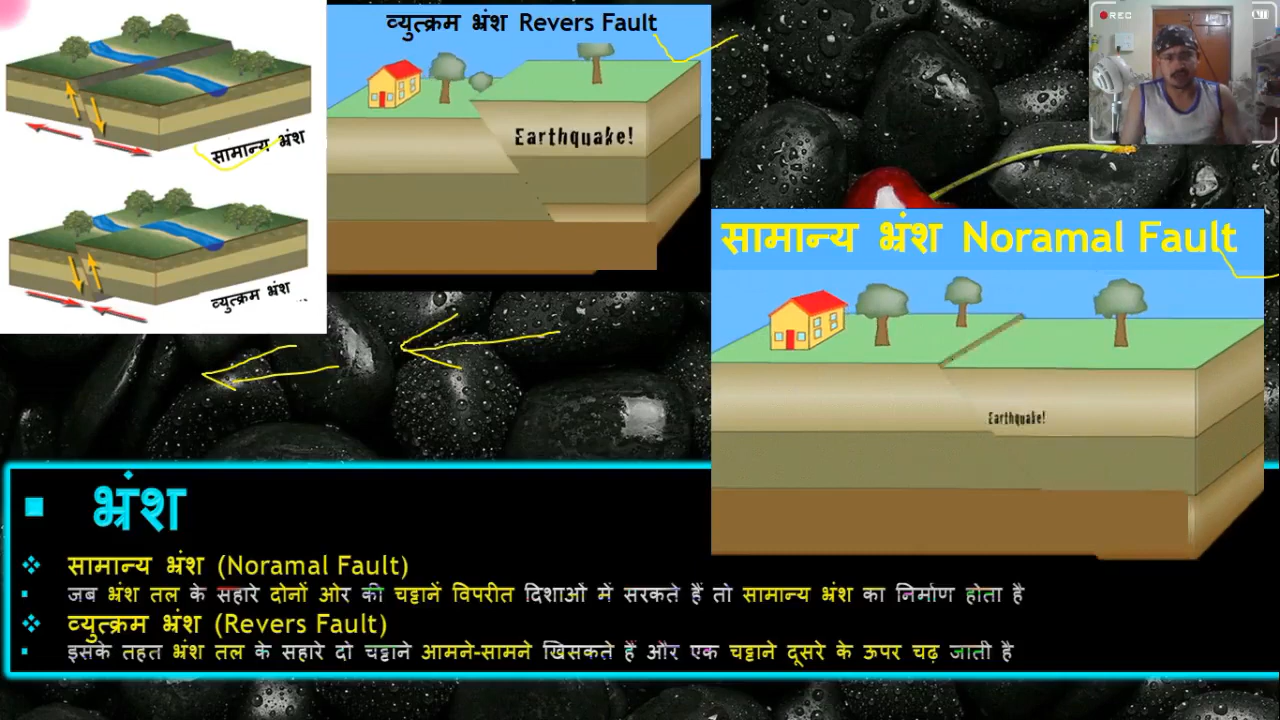 व्युत्क्रम भ्रंश Revers Fault
REC
सामान्य भ्रंश
Earthquake!
व्युत्क्रम भ्रंश
सामान्य भ्रंश Noramal Fault
Earthquake!
भ्रंश
सामान्य भ्रंश (Noramal Fault)
जब भ्रंश तल के सहारे दोनों ओर की चट्टानें विपरीत दिशाओं में सरकते हैं तो सामान्य भ्रंश का निर्माण होता है
व्युत्क्रम भ्रंश (Revers Fault)
इसके तहत भ्रंश तल के सहारे दो चट्टाने आमने-सामने खिसकते हैं और एक चट्टाने दूसरे के ऊपर चढ़ जाती है